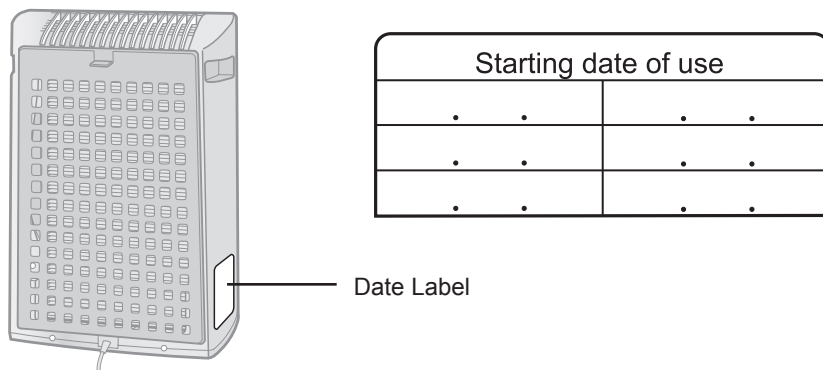 Starting date of use
. . . .
. . . .
. . . .
Date Label